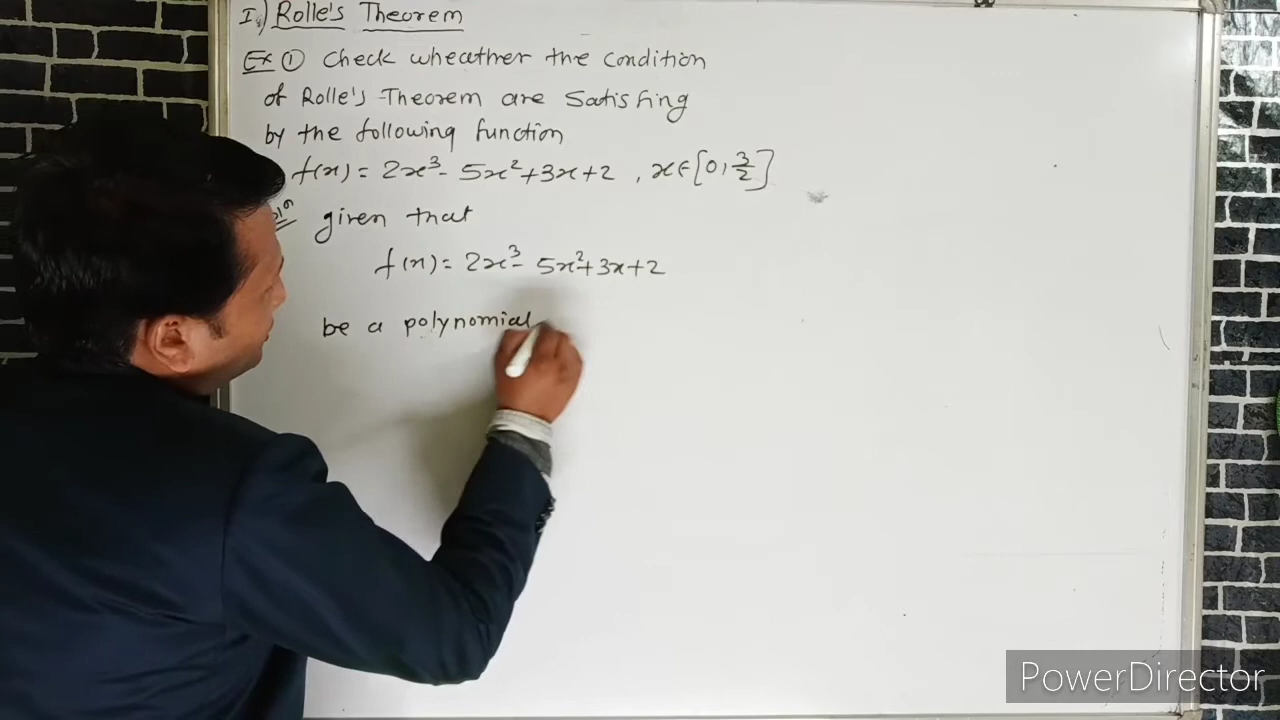 I.) Rolle's Theorem
Ex ① Check wheather the condition
of Rolle's Theorem are Satisfing
by the following function
f(x) = 2x³ - 5x² + 3x + 2 , x ∈ [0, 3/2]
given that
f(x) = 2x³ - 5x² + 3x + 2
be a polynomial
PowerDirector